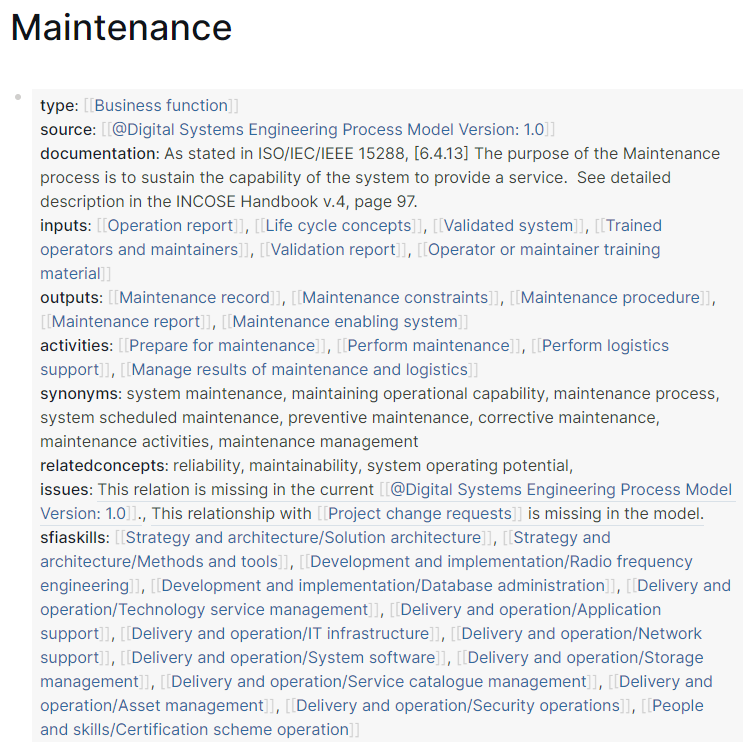 Maintenance
type: [[Business function]]
source: [[@Digital Systems Engineering Process Model Version: 1.0]]
documentation: As stated in ISO/IEC/IEEE 15288, [6.4.13] The purpose of the Maintenance
process is to sustain the capability of the system to provide a service.  See detailed
description in the INCOSE Handbook v.4, page 97.
inputs: [[Operation report]], [[Life cycle concepts]], [[Validated system]], [[Trained
operators and maintainers]], [[Validation report]], [[Operator or maintainer training
material]]
outputs: [[Maintenance record]], [[Maintenance constraints]], [[Maintenance procedure]],
[[Maintenance report]], [[Maintenance enabling system]]
activities: [[Prepare for maintenance]], [[Perform maintenance]], [[Perform logistics
support]], [[Manage results of maintenance and logistics]]
synonyms: system maintenance, maintaining operational capability, maintenance process,
system scheduled maintenance, preventive maintenance, corrective maintenance,
maintenance activities, maintenance management
relatedconcepts: reliability, maintainability, system operating potential,
issues: This relation is missing in the current [[@Digital Systems Engineering Process Model
Version: 1.0]]., This relationship with [[Project change requests]] is missing in the model.
sfiaskills: [[Strategy and architecture/Solution architecture]], [[Strategy and
architecture/Methods and tools]], [[Development and implementation/Radio frequency
engineering]], [[Development and implementation/Database administration]], [[Delivery and
operation/Technology service management]], [[Delivery and operation/Application
support]], [[Delivery and operation/IT infrastructure]], [[Delivery and operation/Network
support]], [[Delivery and operation/System software]], [[Delivery and operation/Storage
management]], [[Delivery and operation/Service catalogue management]], [[Delivery and
operation/Asset management]], [[Delivery and operation/Security operations]], [[People
and skills/Certification scheme operation]]